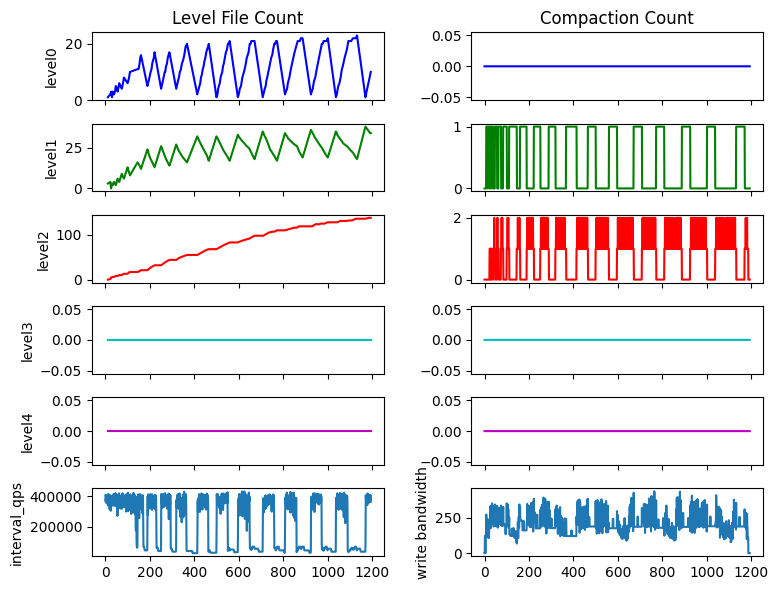 Level File Count
Compaction Count
level0
20
0
0.05
0.00
−0.05
level1
25
0
1
0
level2
100
0
2
0
level3
0.05
0.00
−0.05
0.05
0.00
−0.05
level4
0.05
0.00
−0.05
0.05
0.00
−0.05
interval_qps
400000
200000
write bandwidth
250
0
0 200 400 600 800 1000 1200
0 200 400 600 800 1000 1200